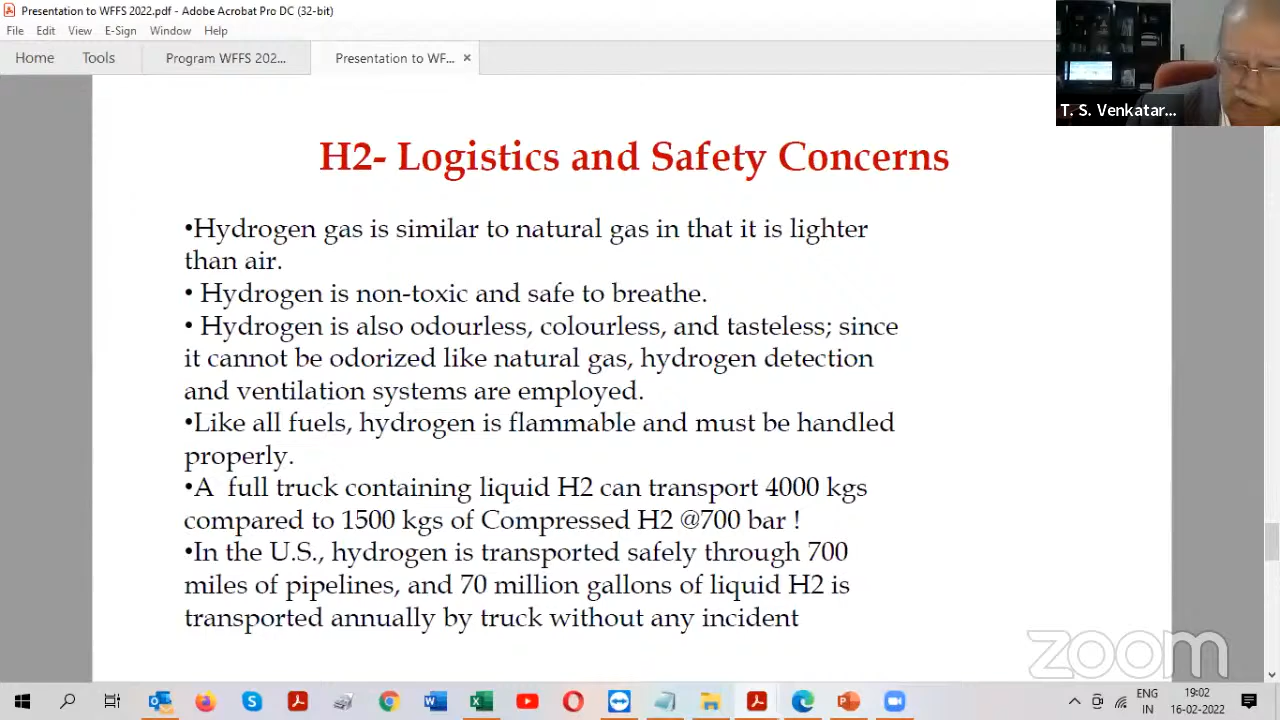 Presentation to WFFS 2022.pdf - Adobe Acrobat Pro DC (32-bit)
File Edit View E-Sign Window Help
Home Tools Program WFFS 202... Presentation to WF... ×
T. S. Venkatar...
H2- Logistics and Safety Concerns
•Hydrogen gas is similar to natural gas in that it is lighter
than air.
• Hydrogen is non-toxic and safe to breathe.
• Hydrogen is also odourless, colourless, and tasteless; since
it cannot be odorized like natural gas, hydrogen detection
and ventilation systems are employed.
•Like all fuels, hydrogen is flammable and must be handled
properly.
•A full truck containing liquid H2 can transport 4000 kgs
compared to 1500 kgs of Compressed H2 @700 bar !
•In the U.S., hydrogen is transported safely through 700
miles of pipelines, and 70 million gallons of liquid H2 is
transported annually by truck without any incident
zoom
ENG 19:02
IN 16-02-2022